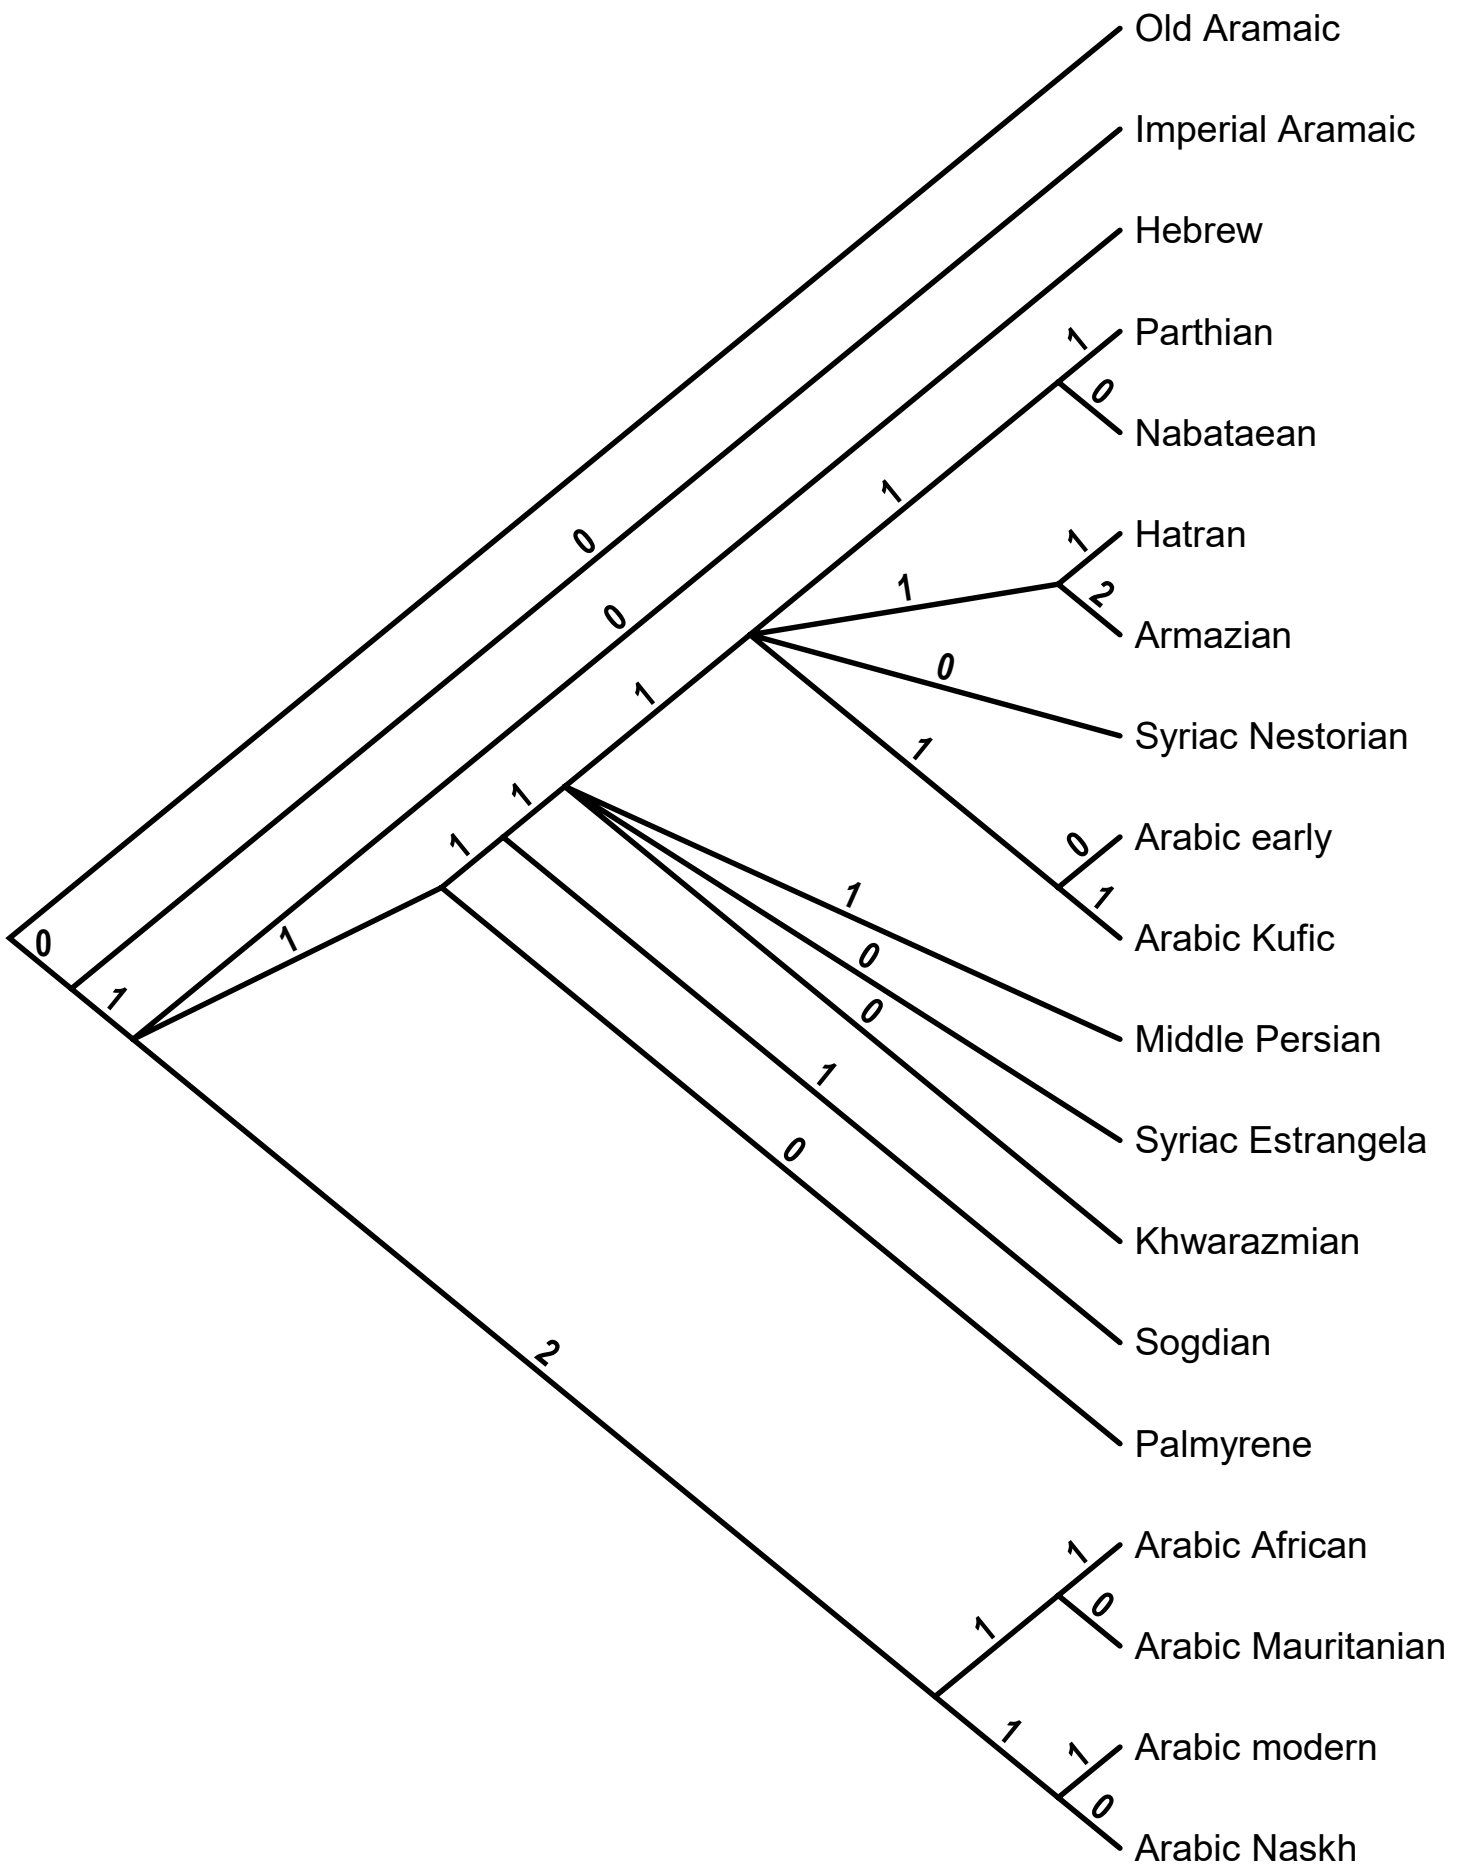 Old Aramaic
Imperial Aramaic
Hebrew
1
Parthian
0
Nabataean
1
Hatran
1
1
2
Armazian
0
0
0
Syriac Nestorian
1
1
1
0
Arabic early
1
1
1
Arabic Kufic
1
0
0
1
0
1
Middle Persian
1
Syriac Estrangela
0
Khwarazmian
Sogdian
2
Palmyrene
1
Arabic African
0
1
Arabic Mauritanian
1
1
Arabic modern
0
Arabic Naskh